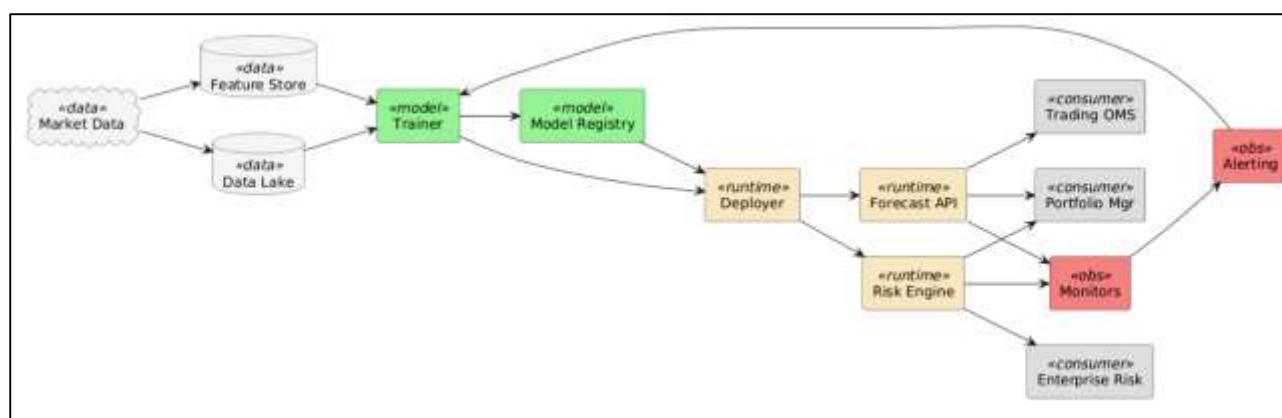 «data»
Market Data
«data»
Feature Store
«data»
Data Lake
«model»
Trainer
«model»
Model Registry
«runtime»
Deployer
«runtime»
Forecast API
«runtime»
Risk Engine
«consumer»
Trading OMS
«consumer»
Portfolio Mgr
«obs»
Monitors
«consumer»
Enterprise Risk
«obs»
Alerting